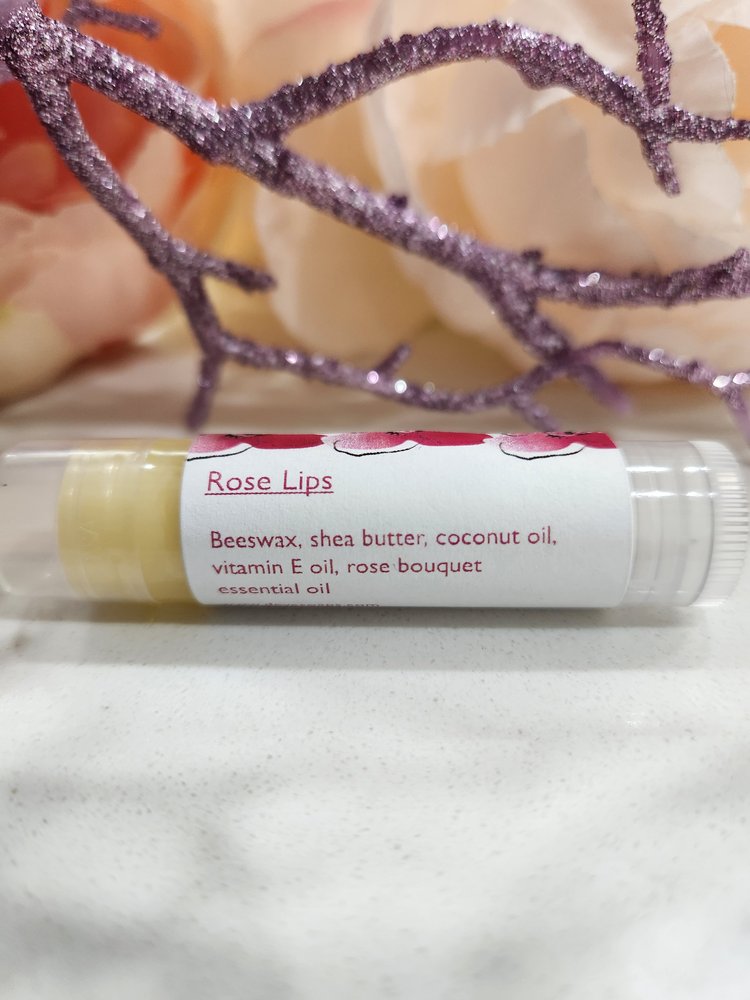 Rose Lips
Beeswax, shea butter, coconut oil,
vitamin E oil, rose bouquet
essential oil